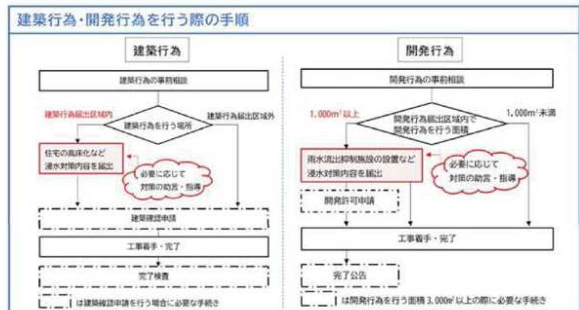 建築行為・開発行為を行う際の手順
建築行為
建築行為の事前相談
建築行為届出区域内
建築行為届出区域外
建築行為を行う場所
住宅の高床化など
浸水対策内容を届出
必要に応じて
対策の助言・指導
建築確認申請
工事着手・完了
完了検査
は建築確認申請を行う場合に必要な手続き
開発行為
開発行為の事前相談
1,000m²以上
1,000m²未満
開発行為届出区域内で
開発行為を行う面積
雨水流出抑制施設の設置など
浸水対策内容を届出
必要に応じて
対策の助言・指導
開発許可申請
工事着手・完了
完了公告
は開発行為を行う面積 3,000m²以上の際に必要な手続き